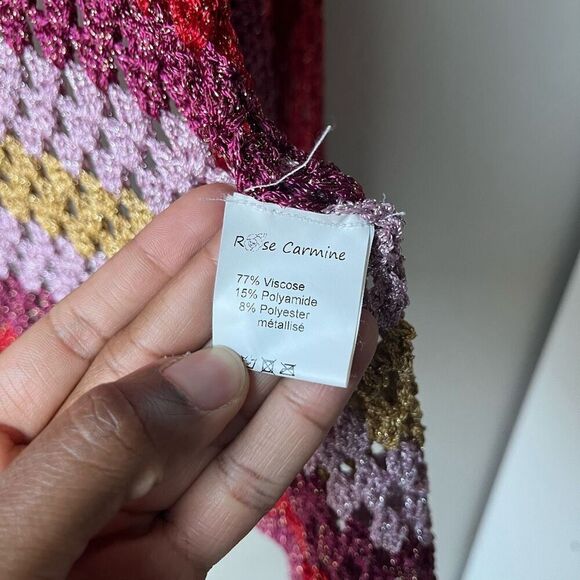 Rose Carmine
77% Viscose
15% Polyamide
8% Polyester
métallisé